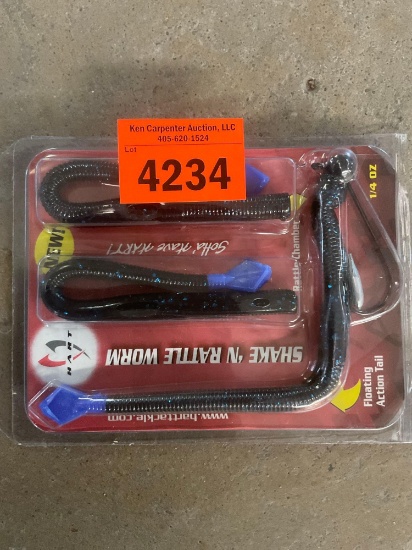 Ken Carpenter Auction, LLC
405-620-1524
Lot
4234
1/4 OZ
NEW!
Gotta' Have HART!
Rattle Chamber
HART
SHAKE 'N RATTLE WORM
Floating
Action Tail
www.harttackle.com